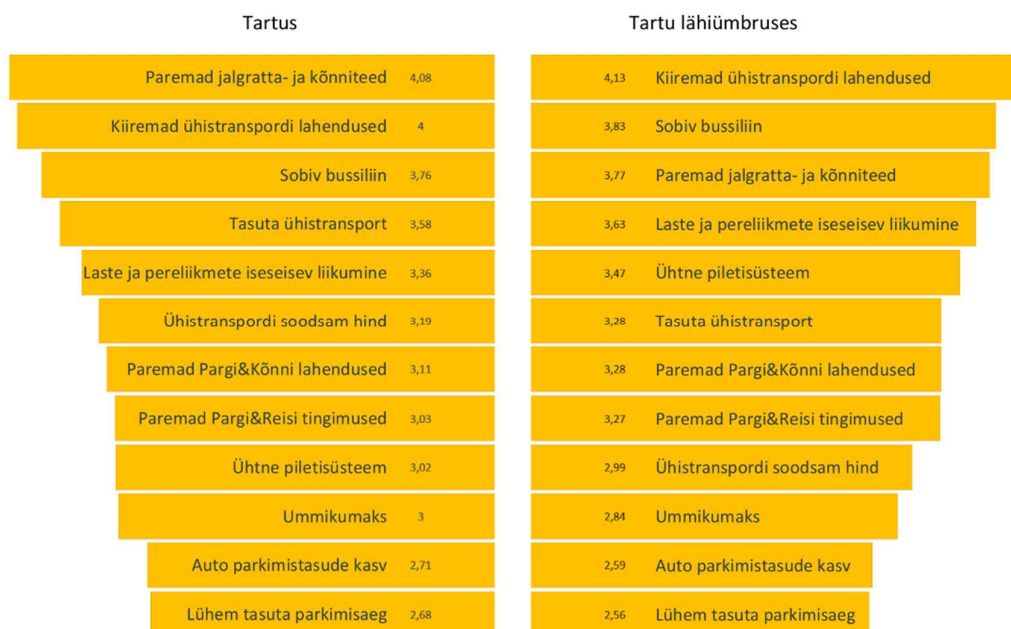 Tartus
Paremad jalgratta- ja kõnniteed 4,08
Kiiremad ühistranspordi lahendused 4
Sobiv bussiliin 3,76
Tasuta ühistransport 3,58
Laste ja pereliikmete iseseisev liikumine 3,36
Ühistranspordi soodsam hind 3,19
Paremad Pargi&Kõnni lahendused 3,11
Paremad Pargi&Reisi tingimused 3,03
Ühtne piletisüsteem 3,02
Ummikumaks 3
Auto parkimistasude kasv 2,71
Lühem tasuta parkimisaeg 2,68
Tartu lähiümbruses
4,13 Kiiremad ühistranspordi lahendused
3,83 Sobiv bussiliin
3,77 Paremad jalgratta- ja kõnniteed
3,63 Laste ja pereliikmete iseseisev liikumine
3,47 Ühtne piletisüsteem
3,28 Tasuta ühistransport
3,28 Paremad Pargi&Kõnni lahendused
3,27 Paremad Pargi&Reisi tingimused
2,99 Ühistranspordi soodsam hind
2,84 Ummikumaks
2,59 Auto parkimistasude kasv
2,56 Lühem tasuta parkimisaeg